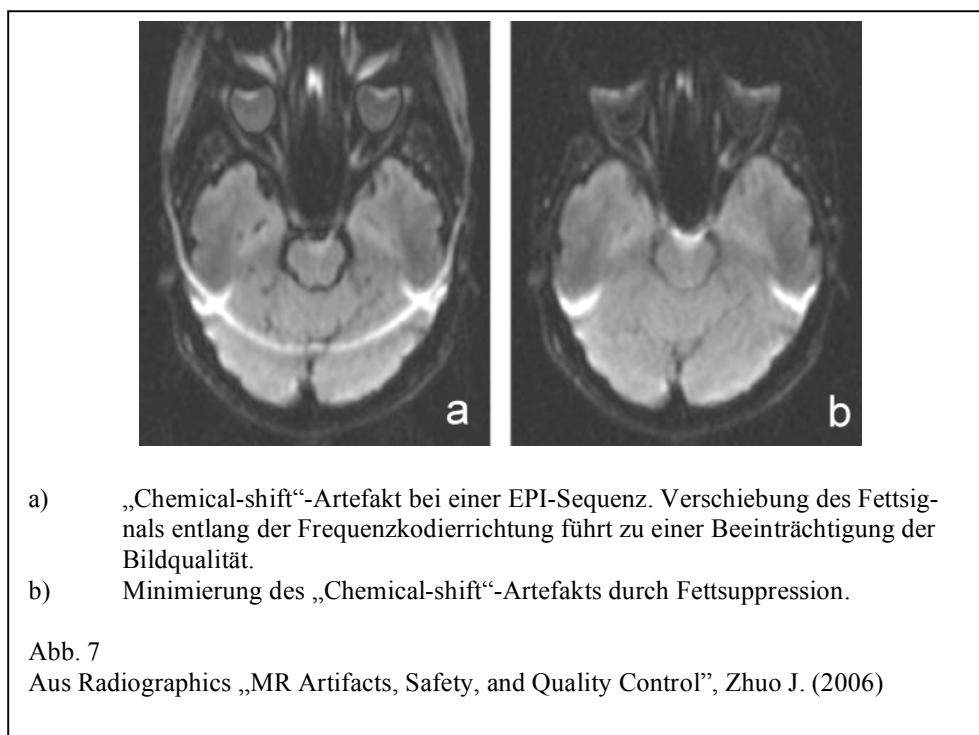 a
b
a) „Chemical-shift“-Artefakt bei einer EPI-Sequenz. Verschiebung des Fettsig-
nals entlang der Frequenzkodierrichtung führt zu einer Beeinträchtigung der
Bildqualität.
b) Minimierung des „Chemical-shift“-Artefakts durch Fettsuppression.
Abb. 7
Aus Radiographics „MR Artifacts, Safety, and Quality Control”, Zhuo J. (2006)